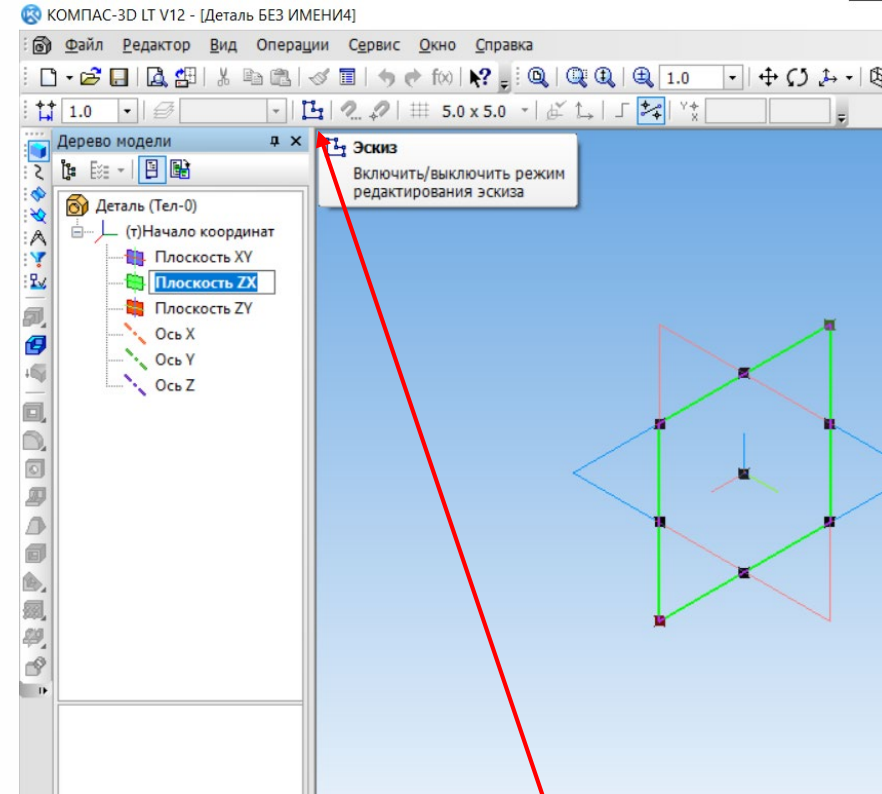 КОМПАС-3D LT V12 - [Деталь БЕЗ ИМЕНИ4]
Файл Редактор Вид Операции Сервис Окно Справка
f(x) 1.0
1.0 5.0 x 5.0
Дерево модели
Эскиз
Включить/выключить режим
редактирования эскиза
Деталь (Тел-0)
(т)Начало координат
Плоскость XY
Плоскость ZX
Плоскость ZY
Ось X
Ось Y
Ось Z